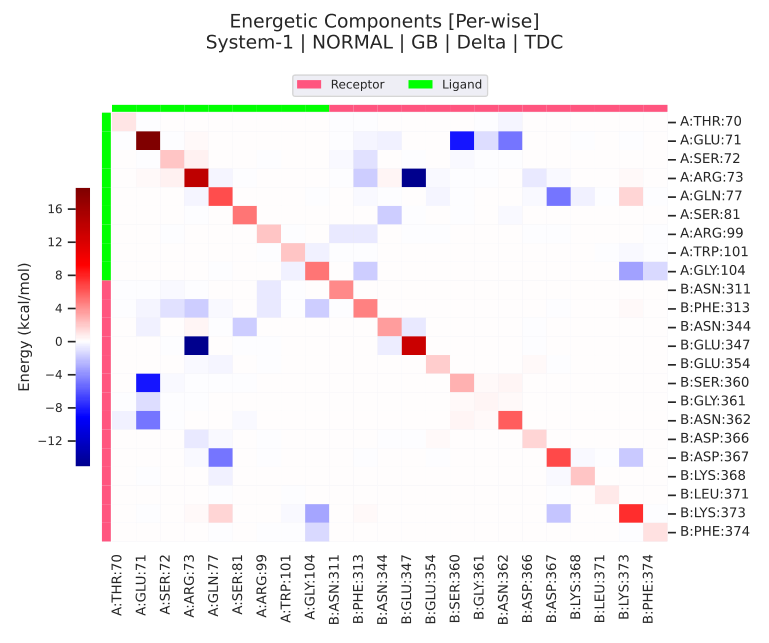 Energetic Components [Per-wise]
System-1 | NORMAL | GB | Delta | TDC
Receptor
Ligand
Energy (kcal/mol)
16
12
8
4
0
−4
−8
−12
A:THR:70
A:GLU:71
A:SER:72
A:ARG:73
A:GLN:77
A:SER:81
A:ARG:99
A:TRP:101
A:GLY:104
B:ASN:311
B:PHE:313
B:ASN:344
B:GLU:347
B:GLU:354
B:SER:360
B:GLY:361
B:ASN:362
B:ASP:366
B:ASP:367
B:LYS:368
B:LEU:371
B:LYS:373
B:PHE:374
A:THR:70
A:GLU:71
A:SER:72
A:ARG:73
A:GLN:77
A:SER:81
A:ARG:99
A:TRP:101
A:GLY:104
B:ASN:311
B:PHE:313
B:ASN:344
B:GLU:347
B:GLU:354
B:SER:360
B:GLY:361
B:ASN:362
B:ASP:366
B:ASP:367
B:LYS:368
B:LEU:371
B:LYS:373
B:PHE:374